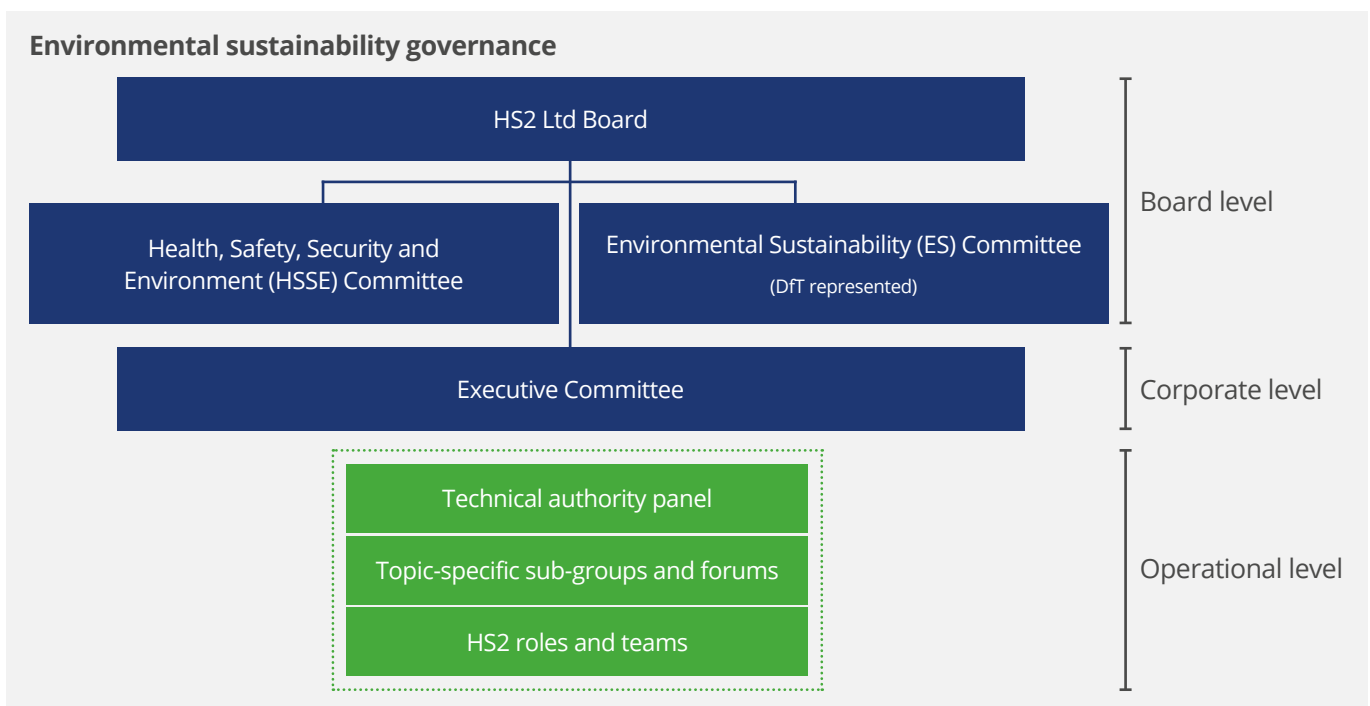 Environmental sustainability governance
HS2 Ltd Board
Health, Safety, Security and
Environment (HSSE) Committee
Environmental Sustainability (ES) Committee
(DfT represented)
Board level
Executive Committee
Corporate level
Technical authority panel
Topic-specific sub-groups and forums
HS2 roles and teams
Operational level